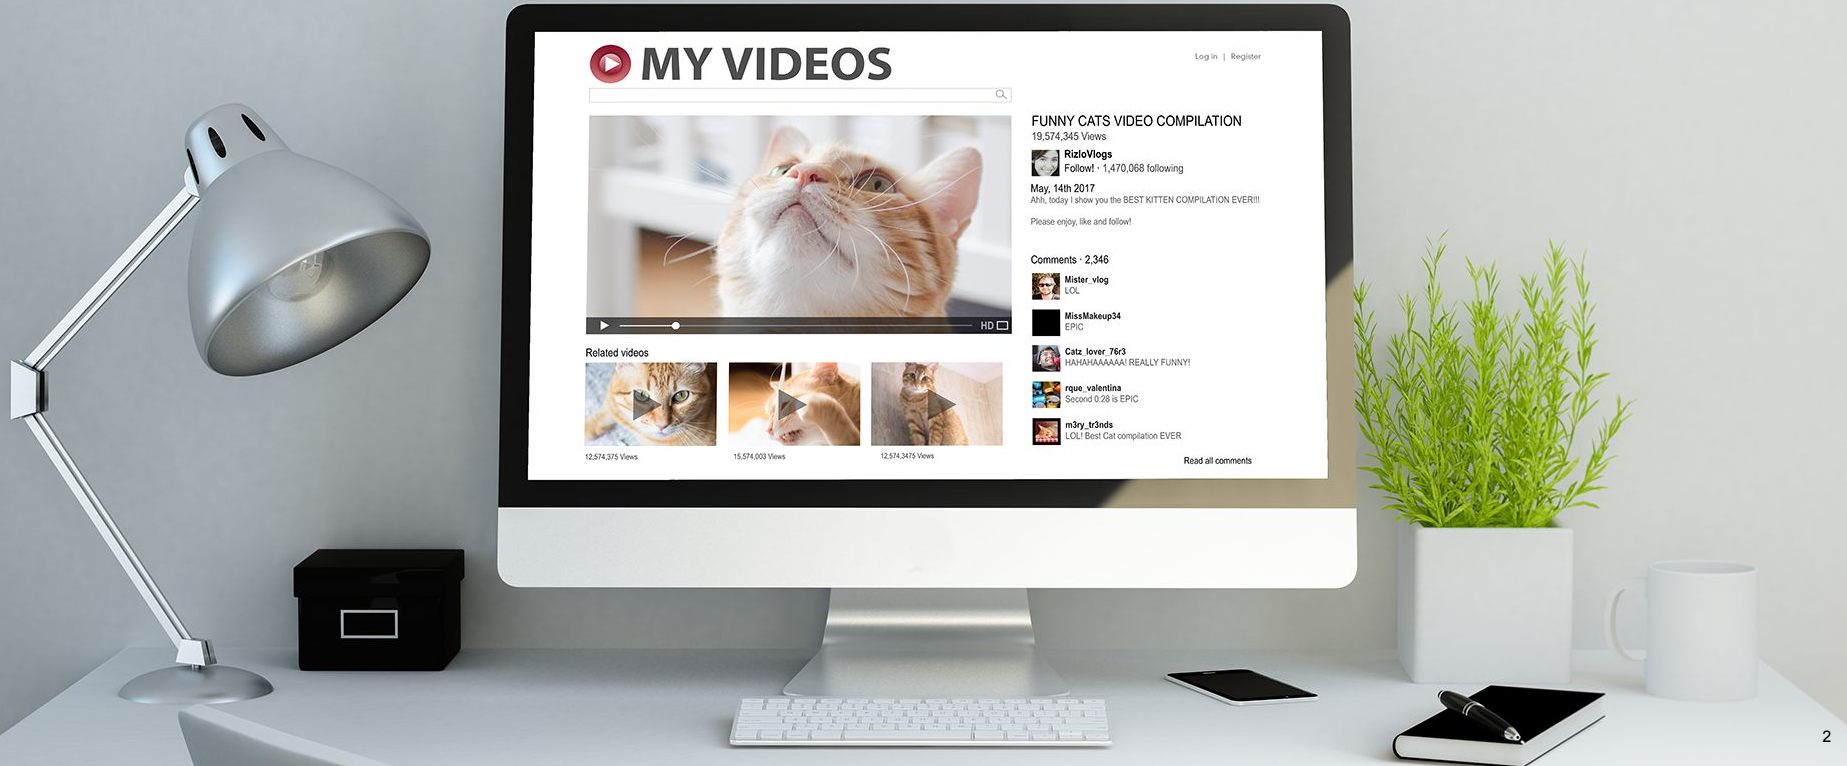 MY VIDEOS
Log in | Register
FUNNY CATS VIDEO COMPILATION
19,574,345 Views
RizloVlogs
Follow! · 1,470,068 following
May, 14th 2017
Ahh, today I show you the BEST KITTEN COMPILATION EVER!!!
Please enjoy, like and follow!
Comments · 2,346
Mister_vlog
LOL
MissMakeup34
EPIC
Catz_lover_76r3
HAHAHAAAAAA! REALLY FUNNY!
rque_valentina
Second 0:28 is EPIC
m3ry_tr3nds
LOL! Best Cat compilation EVER
Read all comments
HD
Related videos
12,574,375 Views
15,574,003 Views
12,574,3475 Views
2